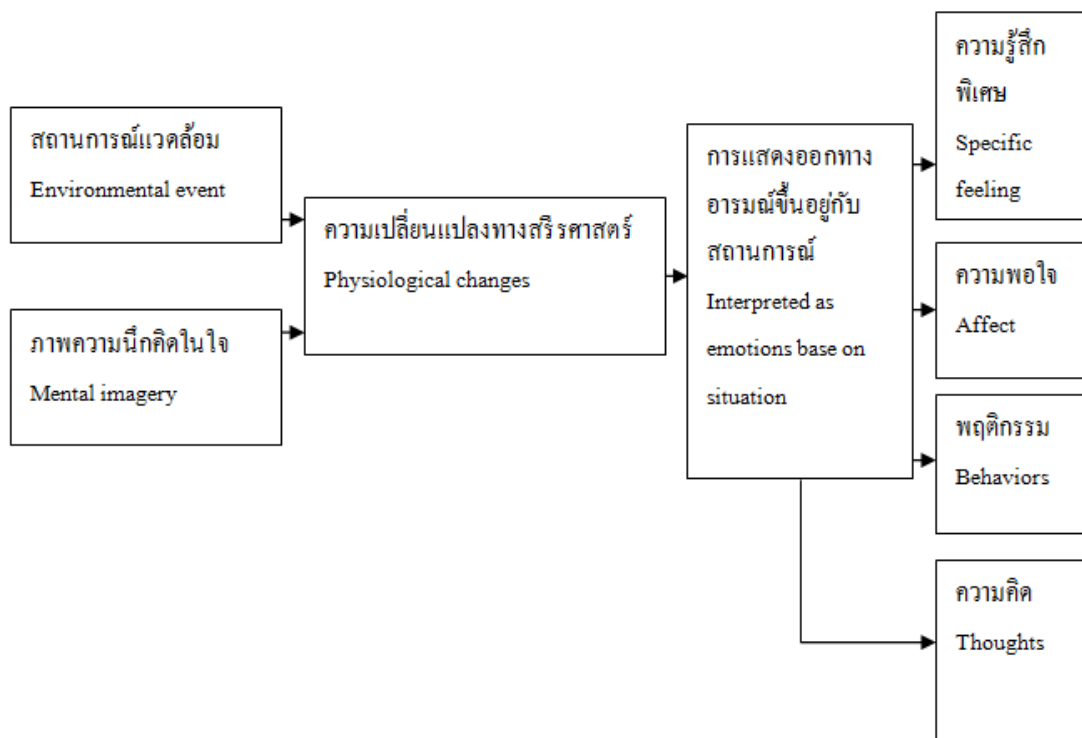 สถานการณ์แวดล้อม
Environmental event
ภาพความนึกคิดในใจ
Mental imagery
ความเปลี่ยนแปลงทางสรีรศาสตร์
Physiological changes
การแสดงออกทาง
อารมณ์ขึ้นอยู่กับ
สถานการณ์
Interpreted as
emotions base on
situation
ความรู้สึก
พิเศษ
Specific
feeling
ความพอใจ
Affect
พฤติกรรม
Behaviors
ความคิด
Thoughts